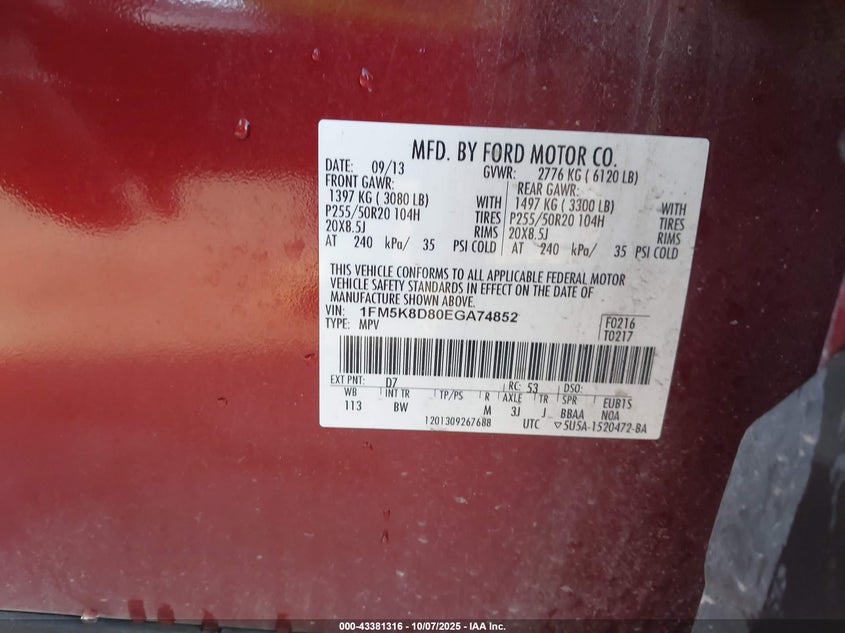 MFD. BY FORD MOTOR CO.
DATE: 09/13 GVWR: 2776 KG ( 6120 LB)
FRONT GAWR: REAR GAWR:
1397 KG ( 3080 LB) WITH 1497 KG ( 3300 LB) WITH
P255/50R20 104H TIRES P255/50R20 104H TIRES
20X8.5J RIMS 20X8.5J RIMS
AT 240 kPa/ 35 PSI COLD AT 240 kPa/ 35 PSI COLD
THIS VEHICLE CONFORMS TO ALL APPLICABLE FEDERAL MOTOR
VEHICLE SAFETY STANDARDS IN EFFECT ON THE DATE OF
MANUFACTURE SHOWN ABOVE.
VIN: 1FM5K8D80EGA74852 F0216
TYPE: MPV T0217
EXT PNT: D7 RC: 53 DSO:
WB INT TR TP/PS R AXLE TR SPR EUB1S
113 BW M 3J J BBAA NOA
1201309267688 UTC ▽5U5A-1520472-BA
000-43381316 | 10/07/2025 | IAA Inc.